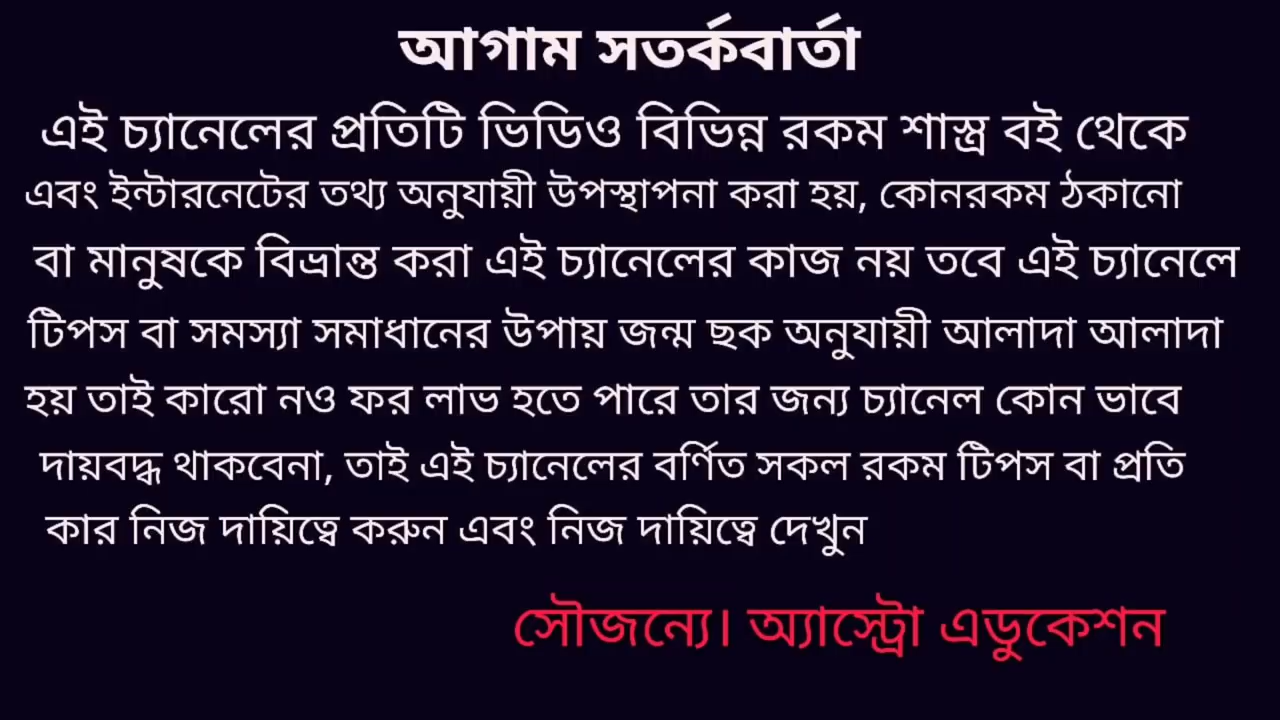 আগাম সতর্কবার্তা
এই চ্যানেলের প্রতিটি ভিডিও বিভিন্ন রকম শাস্ত্র বই থেকে
এবং ইন্টারনেটের তথ্য অনুযায়ী উপস্থাপনা করা হয়, কোনরকম ঠকানো
বা মানুষকে বিভ্রান্ত করা এই চ্যানেলের কাজ নয় তবে এই চ্যানেলে
টিপস বা সমস্যা সমাধানের উপায় জন্ম ছক অনুযায়ী আলাদা আলাদা
হয় তাই কারো নও ফর লাভ হতে পারে তার জন্য চ্যানেল কোন ভাবে
দায়বদ্ধ থাকবেনা, তাই এই চ্যানেলের বর্ণিত সকল রকম টিপস বা প্রতি
কার নিজ দায়িত্বে করুন এবং নিজ দায়িত্বে দেখুন
সৌজন্যে। অ্যাস্ট্রো এডুকেশন